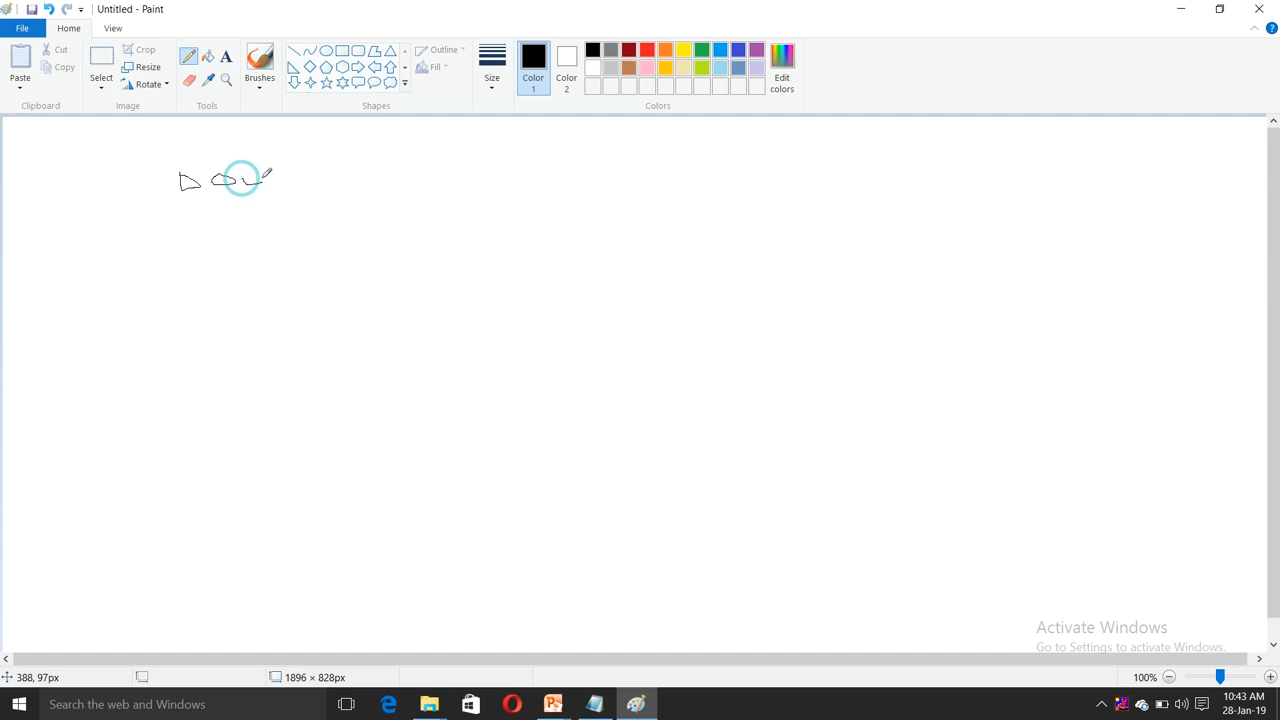 Untitled - Paint
File Home View
Paste Cut Copy Select Crop Resize Rotate Brushes Outline Fill Size Color 1 Color 2 Edit colors
Clipboard Image Tools Shapes Colors
Activate Windows
Go to Settings to activate Windows.
388, 97px 1896 × 828px 100%
Search the web and Windows 10:43 AM
28-Jan-19